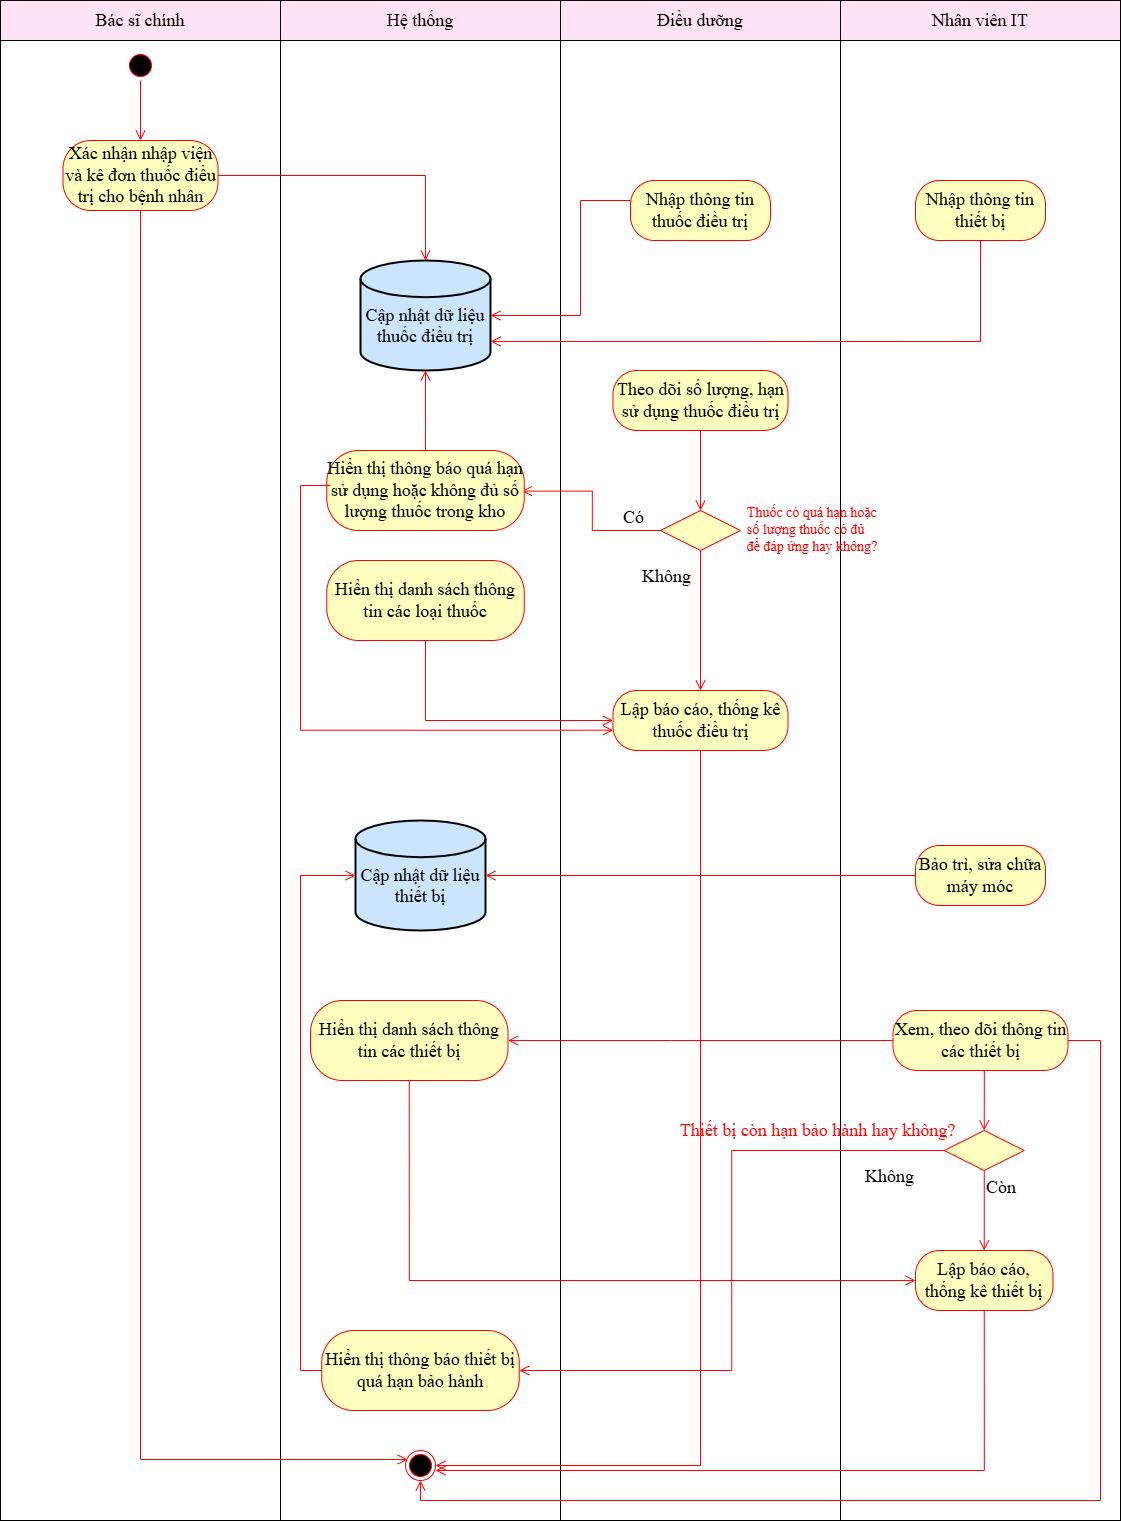 Bác sĩ chính
Hệ thống
Điều dưỡng
Nhân viên IT
Xác nhận nhập viện
và kê đơn thuốc điều
trị cho bệnh nhân
Nhập thông tin
thuốc điều trị
Nhập thông tin
thiết bị
Cập nhật dữ liệu
thuốc điều trị
Theo dõi số lượng, hạn
sử dụng thuốc điều trị
Hiển thị thông báo quá hạn
sử dụng hoặc không đủ số
lượng thuốc trong kho
Có
Thuốc có quá hạn hoặc
số lượng thuốc có đủ
để đáp ứng hay không?
Không
Hiển thị danh sách thông
tin các loại thuốc
Lập báo cáo, thống kê
thuốc điều trị
Cập nhật dữ liệu
thiết bị
Bảo trì, sửa chữa
máy móc
Hiển thị danh sách thông
tin các thiết bị
Xem, theo dõi thông tin
các thiết bị
Thiết bị còn hạn bảo hành hay không?
Không
Còn
Lập báo cáo,
thống kê thiết bị
Hiển thị thông báo thiết bị
quá hạn bảo hành